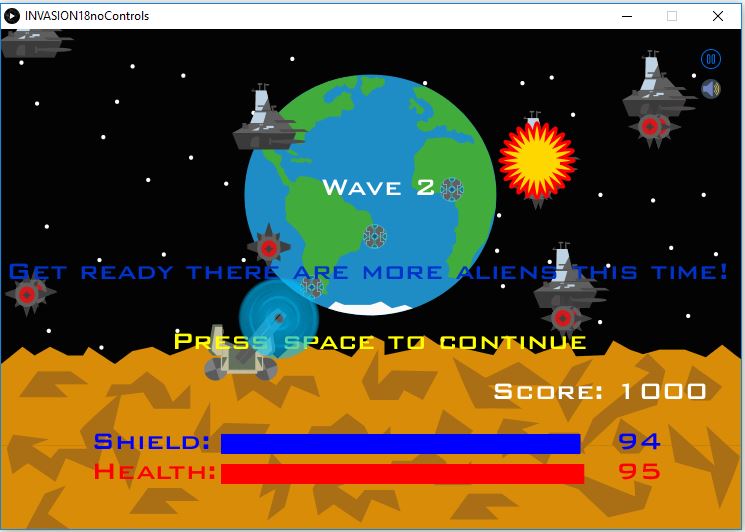 INVASION18noControls
Wave 2
Get ready there are more aliens this time!
Press space to continue
Score: 1000
Shield: 94
Health: 95